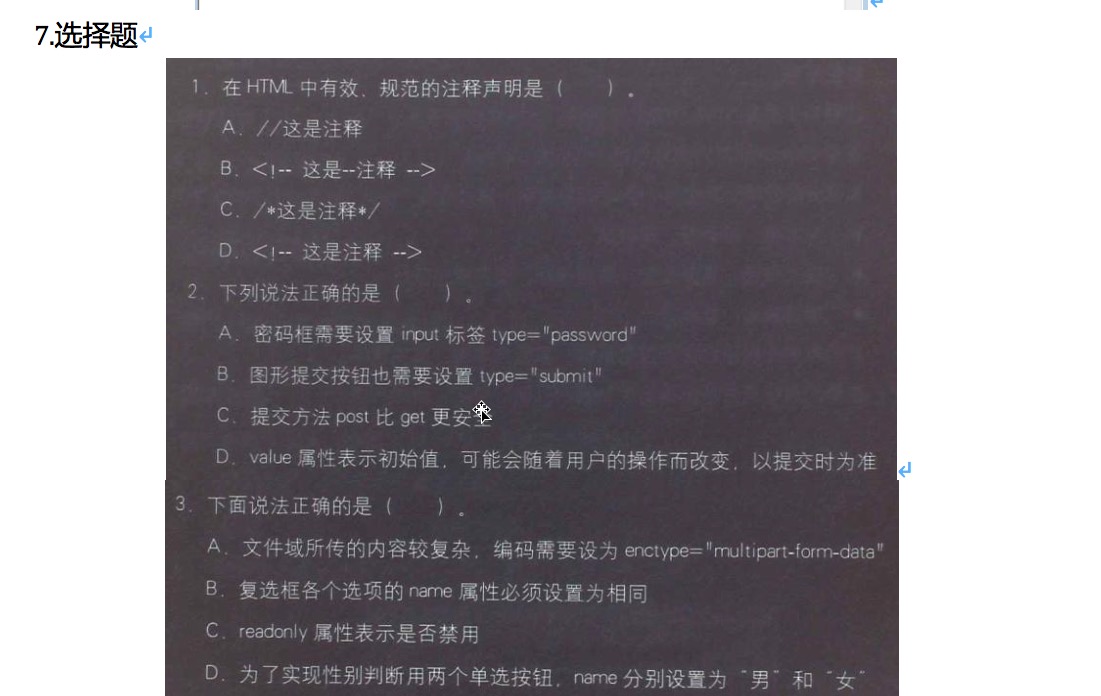 7.选择题
1. 在 HTML 中有效、规范的注释声明是（　　）。
A. //这是注释
B. <!-- 这是--注释 -->
C. /*这是注释*/
D. <!-- 这是注释 -->
2. 下列说法正确的是（　　）。
A. 密码框需要设置 input 标签 type="password"
B. 图形提交按钮也需要设置 type="submit"
C. 提交方法 post 比 get 更安全
D. value 属性表示初始值，可能会随着用户的操作而改变，以提交时为准
3. 下面说法正确的是（　　）。
A. 文件域所传的内容较复杂，编码需要设为 enctype="multipart-form-data"
B. 复选框各个选项的 name 属性必须设置为相同
C. readonly 属性表示是否禁用
D. 为了实现性别判断用两个单选按钮，name 分别设置为“男”和“女”